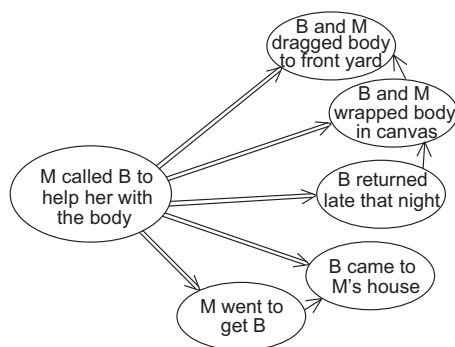 B and M
dragged body
to front yard
B and M
wrapped body
in canvas
M called B to
help her with
the body
B returned
late that night
B came to
M's house
M went to
get B